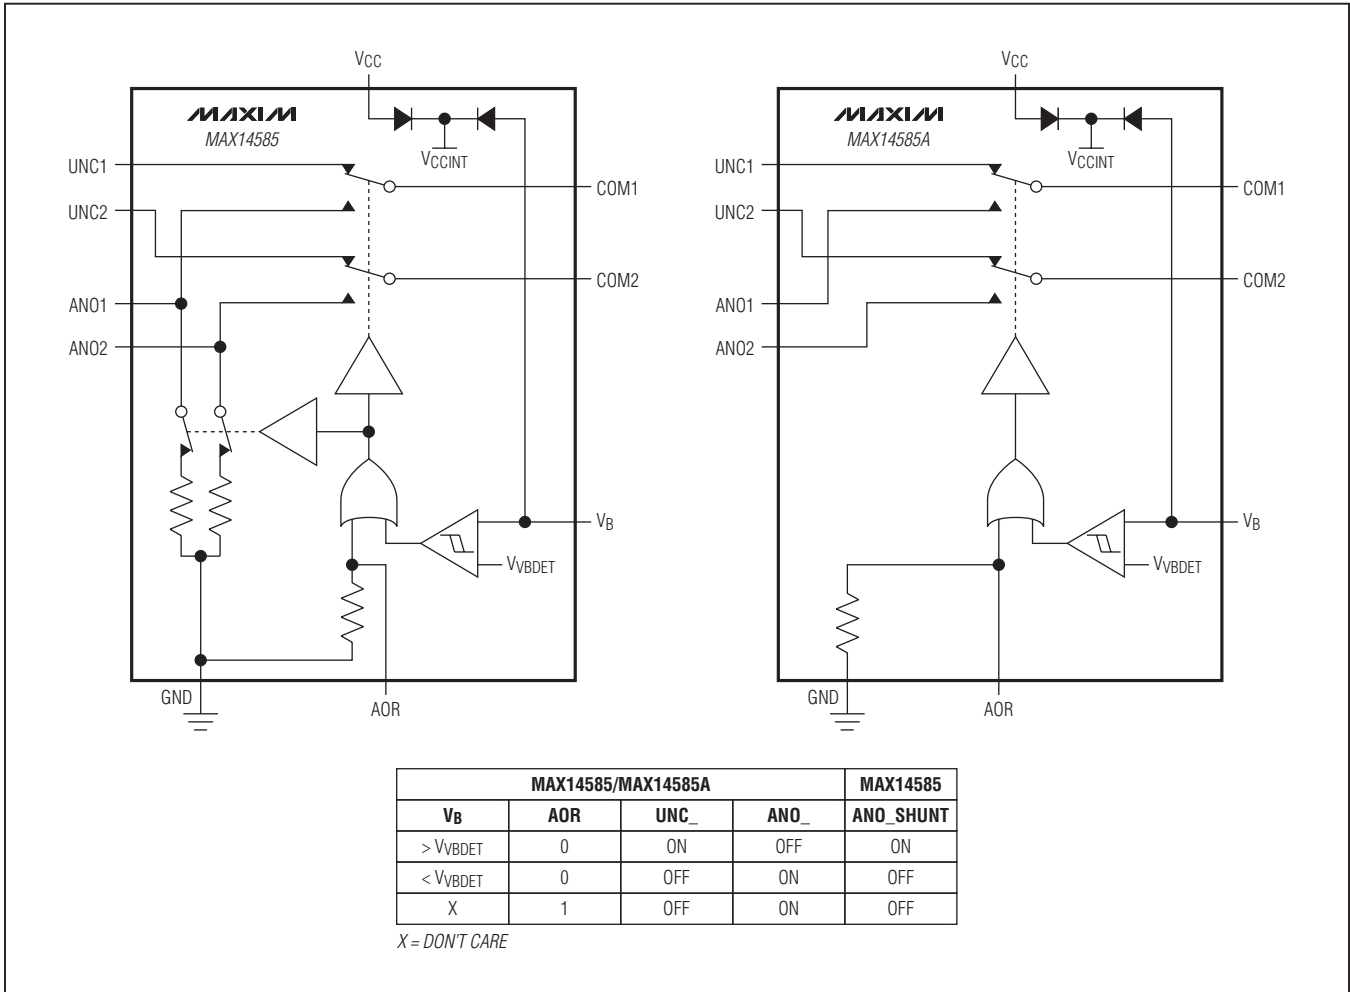 VCC
MAXIM
MAX14585
VCCINT
UNC1
UNC2
ANO1
ANO2
COM1
COM2
VB
VVBDET
GND
AOR
VCC
MAXIM
MAX14585A
VCCINT
UNC1
UNC2
ANO1
ANO2
COM1
COM2
VB
VVBDET
GND
AOR
MAX14585/MAX14585A MAX14585
VB AOR UNC_ ANO_ ANO_SHUNT
> VVBDET 0 ON OFF ON
< VVBDET 0 OFF ON OFF
X 1 OFF ON OFF
X = DON'T CARE